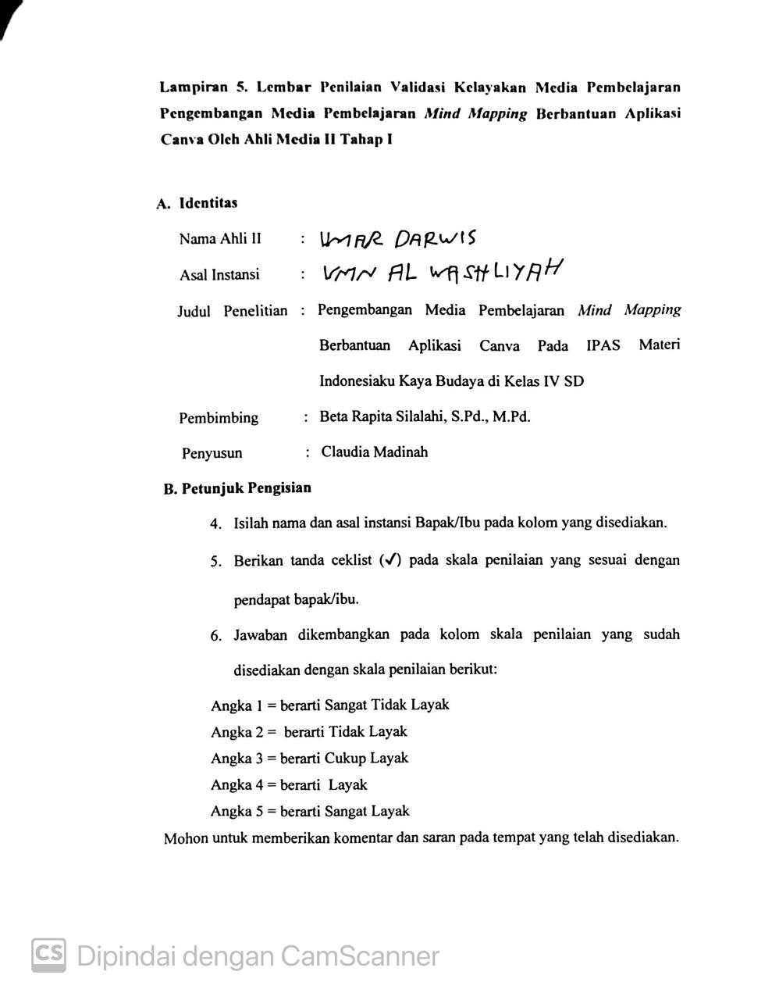 Lampiran 5. Lembar Penilaian Validasi Kelayakan Media Pembelajaran
Pengembangan Media Pembelajaran Mind Mapping Berbantuan Aplikasi
Canva Oleh Ahli Media II Tahap I
A. Identitas
Nama Ahli II : UMAR DARWIS
Asal Instansi : UMN AL WASHLIYAH
Judul Penelitian : Pengembangan Media Pembelajaran Mind Mapping
Berbantuan Aplikasi Canva Pada IPAS Materi
Indonesiaku Kaya Budaya di Kelas IV SD
Pembimbing : Beta Rapita Silalahi, S.Pd., M.Pd.
Penyusun : Claudia Madinah
B. Petunjuk Pengisian
4. Isilah nama dan asal instansi Bapak/Ibu pada kolom yang disediakan.
5. Berikan tanda ceklist (✓) pada skala penilaian yang sesuai dengan
pendapat bapak/ibu.
6. Jawaban dikembangkan pada kolom skala penilaian yang sudah
disediakan dengan skala penilaian berikut:
Angka 1 = berarti Sangat Tidak Layak
Angka 2 = berarti Tidak Layak
Angka 3 = berarti Cukup Layak
Angka 4 = berarti Layak
Angka 5 = berarti Sangat Layak
Mohon untuk memberikan komentar dan saran pada tempat yang telah disediakan.
CS Dipindai dengan CamScanner